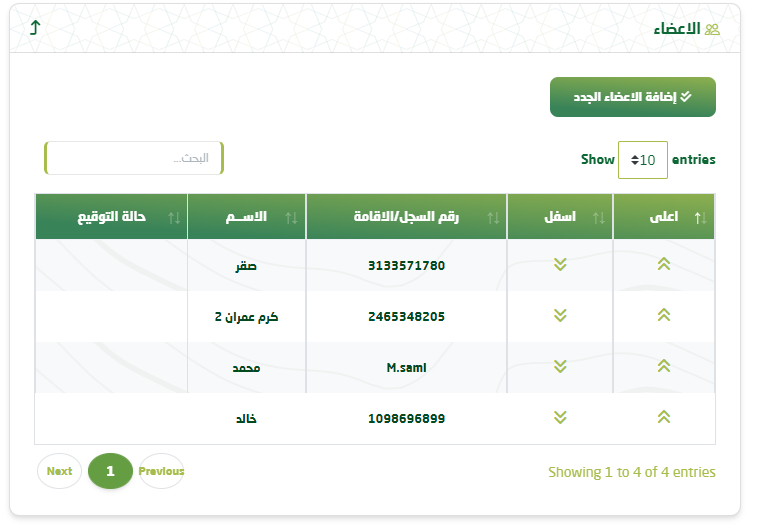 الاعضاء
إضافة الاعضاء الجدد
Show 10 entries
البحث...
اعلى اسفل رقم السجل/الاقامة الاســم حالة التوقيع
3133571780 صقر
2465348205 كرم عمران 2
M.sami محمد
1098696899 خالد
Showing 1 to 4 of 4 entries
Previous 1 Next